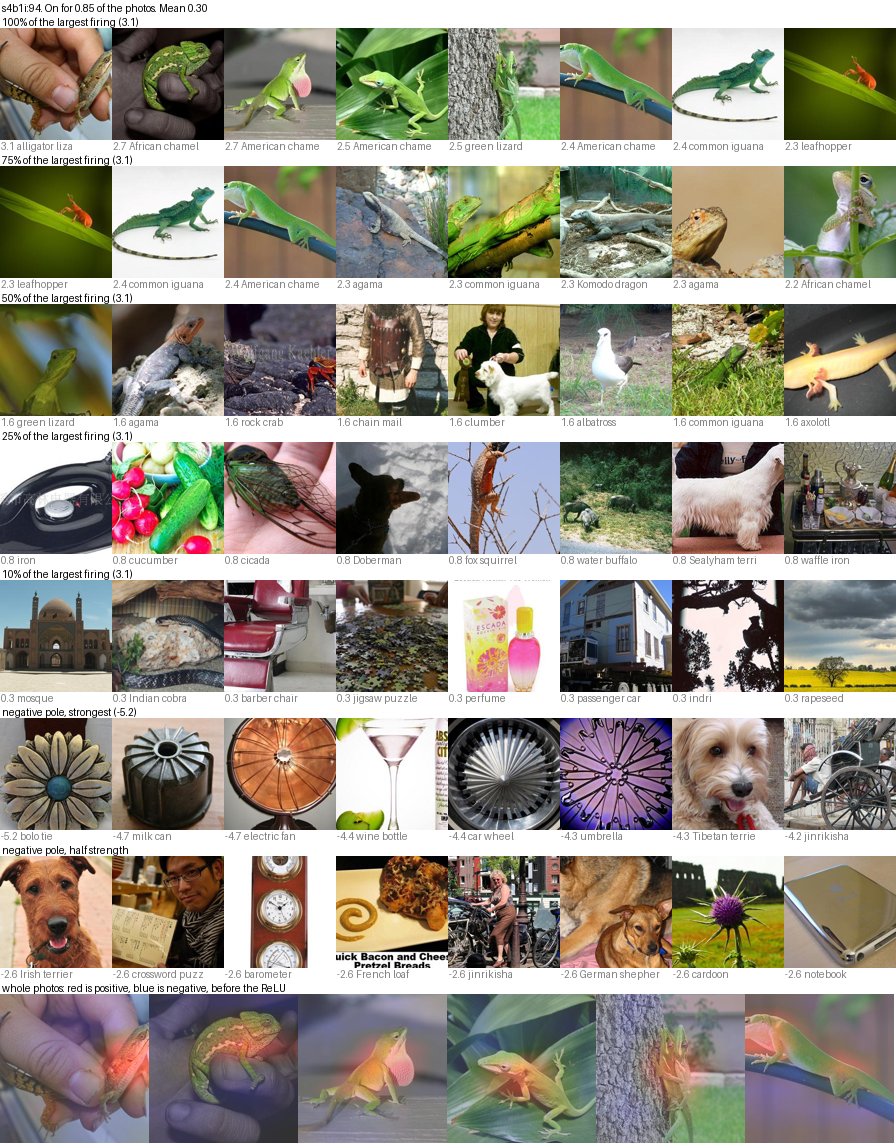 s4b1i:94. On for 0.85 of the photos. Mean 0.30
100% of the largest firing (3.1)
3.1 alligator liza
2.7 African chamel
2.7 American chame
2.5 American chame
2.5 green lizard
2.4 American chame
2.4 common iguana
2.3 leafhopper
75% of the largest firing (3.1)
2.3 leafhopper
2.4 common iguana
2.4 American chame
2.3 agama
2.3 common iguana
2.3 Komodo dragon
2.3 agama
2.2 African chamel
50% of the largest firing (3.1)
1.6 green lizard
1.6 agama
1.6 rock crab
1.6 chain mail
1.6 clumber
1.6 albatross
1.6 common iguana
1.6 axolotl
25% of the largest firing (3.1)
0.8 iron
0.8 cucumber
0.8 cicada
0.8 Doberman
0.8 fox squirrel
0.8 water buffalo
0.8 Sealyham terri
0.8 waffle iron
10% of the largest firing (3.1)
ESCADA
0.3 mosque
0.3 Indian cobra
0.3 barber chair
0.3 jigsaw puzzle
0.3 perfume
0.3 passenger car
0.3 indri
0.3 rapeseed
negative pole, strongest (-5.2)
-5.2 bolo tie
-4.7 milk can
-4.7 electric fan
-4.4 wine bottle
-4.4 car wheel
-4.3 umbrella
-4.3 Tibetan terrie
-4.2 jinrikisha
negative pole, half strength
uick Bacon and Chees
Pretzel Breads
-2.6 Irish terrier
-2.6 crossword puzz
-2.6 barometer
-2.6 French loaf
-2.6 jinrikisha
-2.6 German shepher
-2.6 cardoon
-2.6 notebook
whole photos: red is positive, blue is negative, before the ReLU